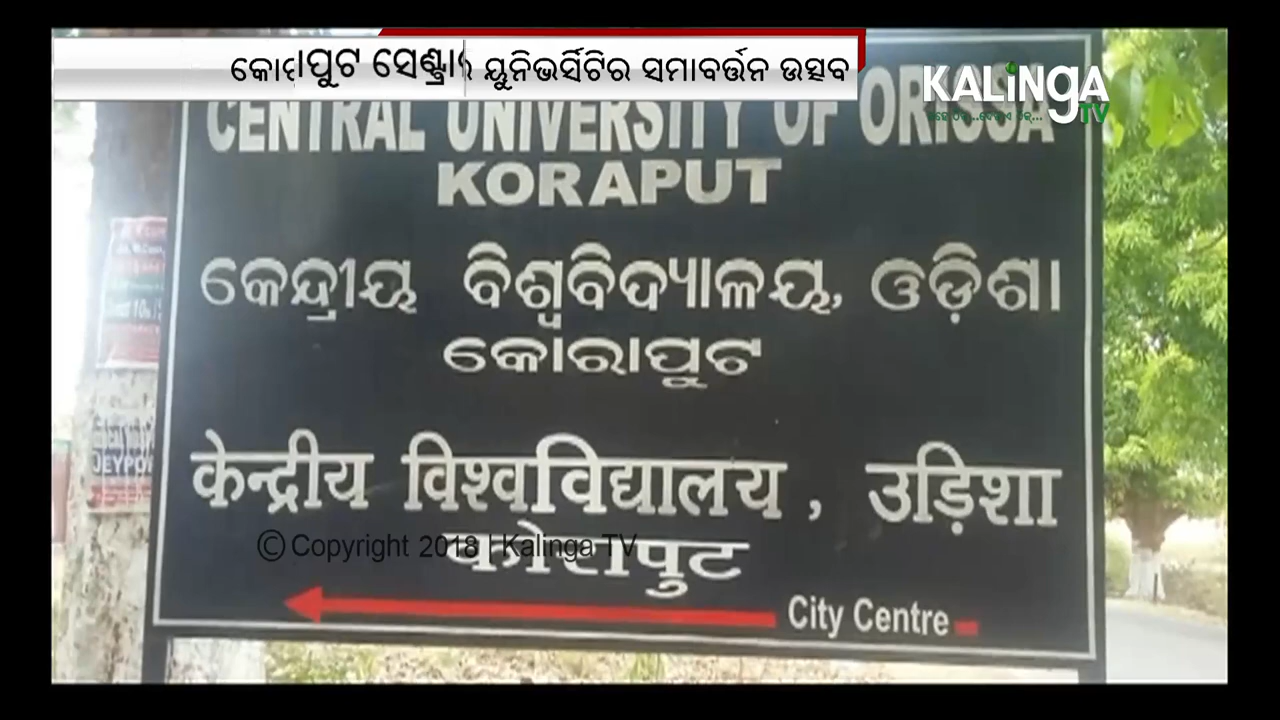 କୋରାପୁଟ ସେଣ୍ଟ୍ରାଲ ୟୁନିଭର୍ସିଟିର ସମାବର୍ତ୍ତନ ଉତ୍ସବ
KALINGA TV
CENTRAL UNIVERSITY OF ORISSA
KORAPUT
କେନ୍ଦ୍ରୀୟ ବିଶ୍ୱବିଦ୍ୟାଳୟ, ଓଡ଼ିଶା
କୋରାପୁଟ
केन्द्रीय विश्वविद्यालय , उड़िशा
© Copyright 2018 | Kalinga TV
कोरापुट
City Centre